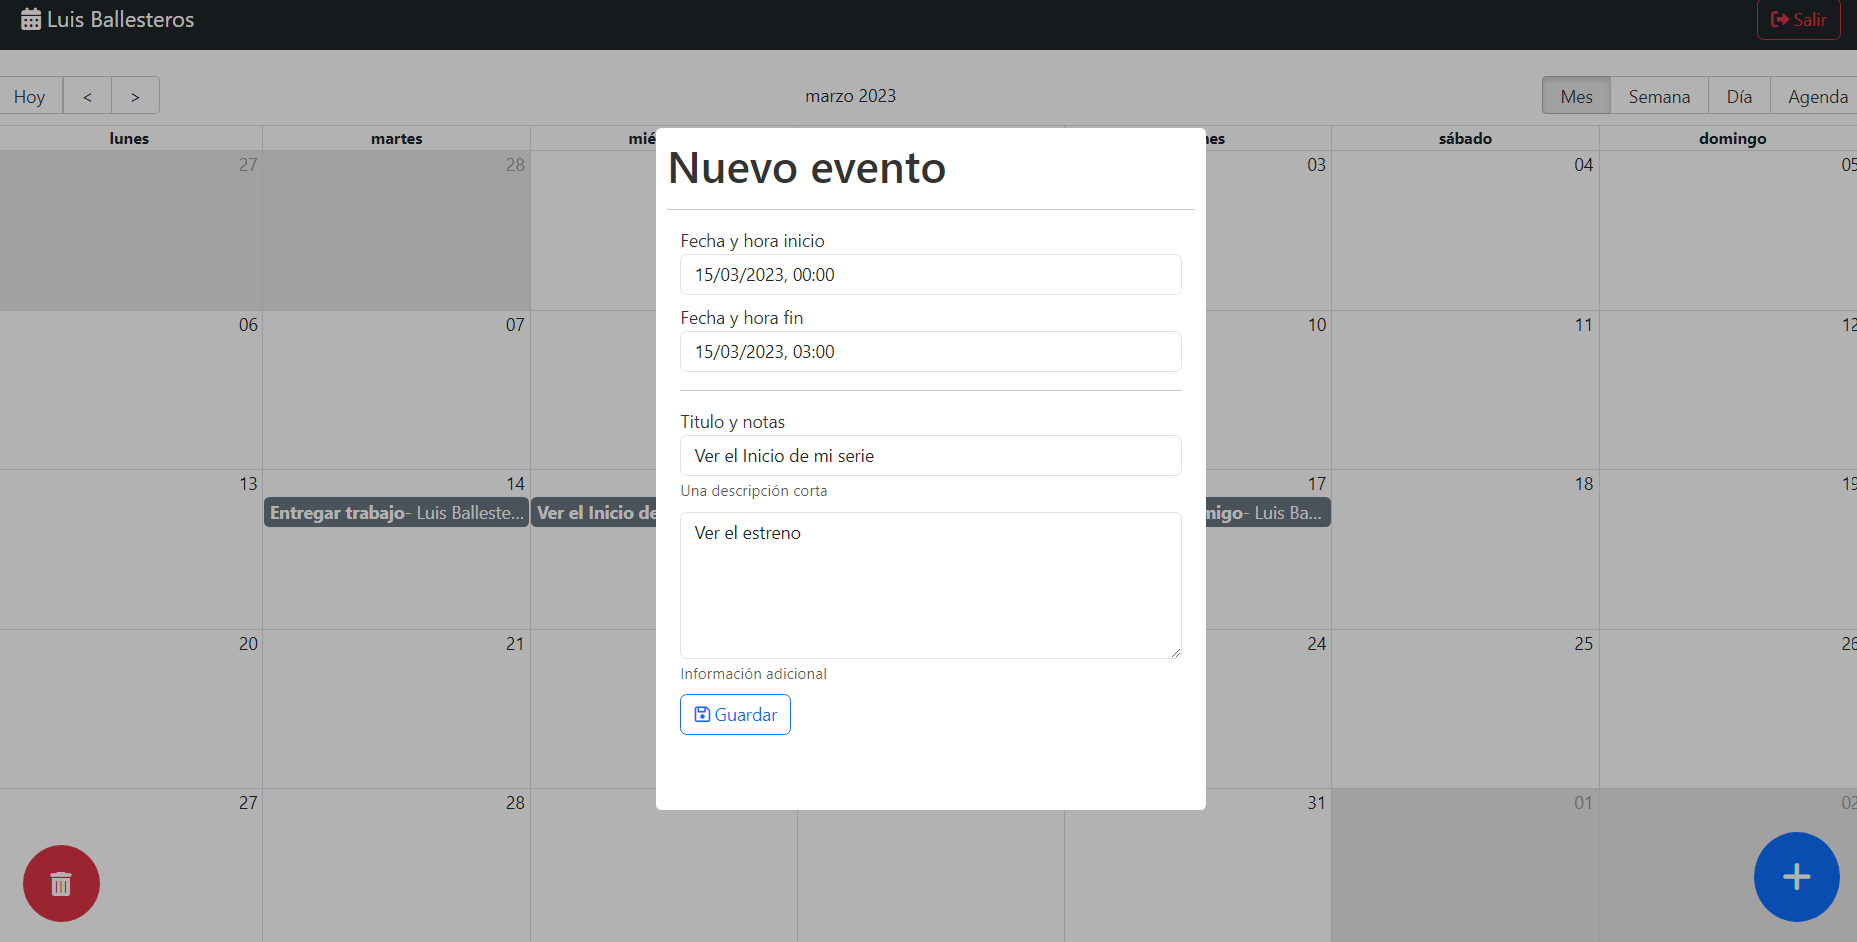 Luis Ballesteros
Salir
Hoy < >
marzo 2023
Mes Semana Día Agenda
lunes martes sábado domingo
27 28 03 04 05
Nuevo evento
Fecha y hora inicio
15/03/2023, 00:00
Fecha y hora fin
15/03/2023, 03:00
06 07 10 11 12
Titulo y notas
Ver el Inicio de mi serie
Una descripción corta
13 14 17 18 19
Entregar trabajo- Luis Balleste...
Ver el Inicio de
migo- Luis Ba...
Ver el estreno
Información adicional
Guardar
20 21 24 25 26
27 28 31 01 02